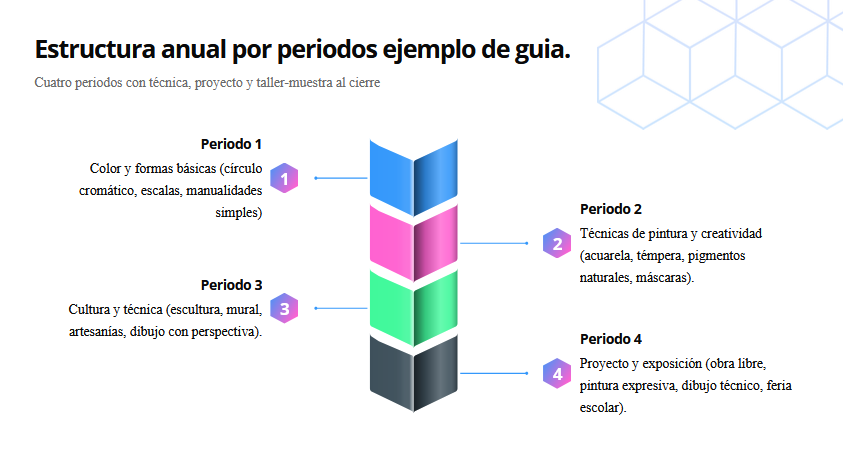 Estructura anual por periodos ejemplo de guia.
Cuatro periodos con técnica, proyecto y taller-muestra al cierre
Periodo 1
Color y formas básicas (círculo
cromático, escalas, manualidades
simples)
1
Periodo 2
2
Técnicas de pintura y creatividad
(acuarela, témpera, pigmentos
naturales, máscaras).
Periodo 3
Cultura y técnica (escultura, mural,
artesanías, dibujo con perspectiva).
3
Periodo 4
4
Proyecto y exposición (obra libre,
pintura expresiva, dibujo técnico, feria
escolar).